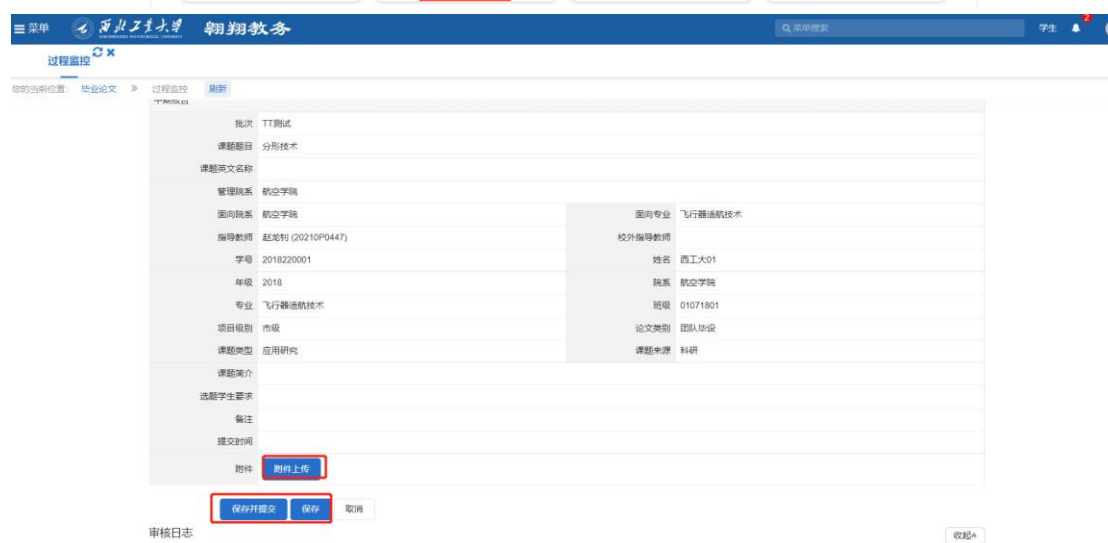 菜单 西北工业大学 翱翔教务 菜单搜索 学生 2
过程监控
您的当前位置： 毕业论文 》 过程监控 刷新
中期报告
批次 TT测试
课题题目 分形技术
课题英文名称
管理院系 航空学院
面向院系 航空学院 面向专业 飞行器适航技术
指导教师 赵龙钊 (20210P0447) 校外指导教师
学号 2018220001 姓名 西工大01
年级 2018 院系 航空学院
专业 飞行器适航技术 班级 01071801
项目级别 市级 论文类别 团队毕设
课题类型 应用研究 课题来源 科研
课题简介
选题学生要求
备注
提交时间
附件 附件上传
保存并提交 保存 取消
审核日志 收起